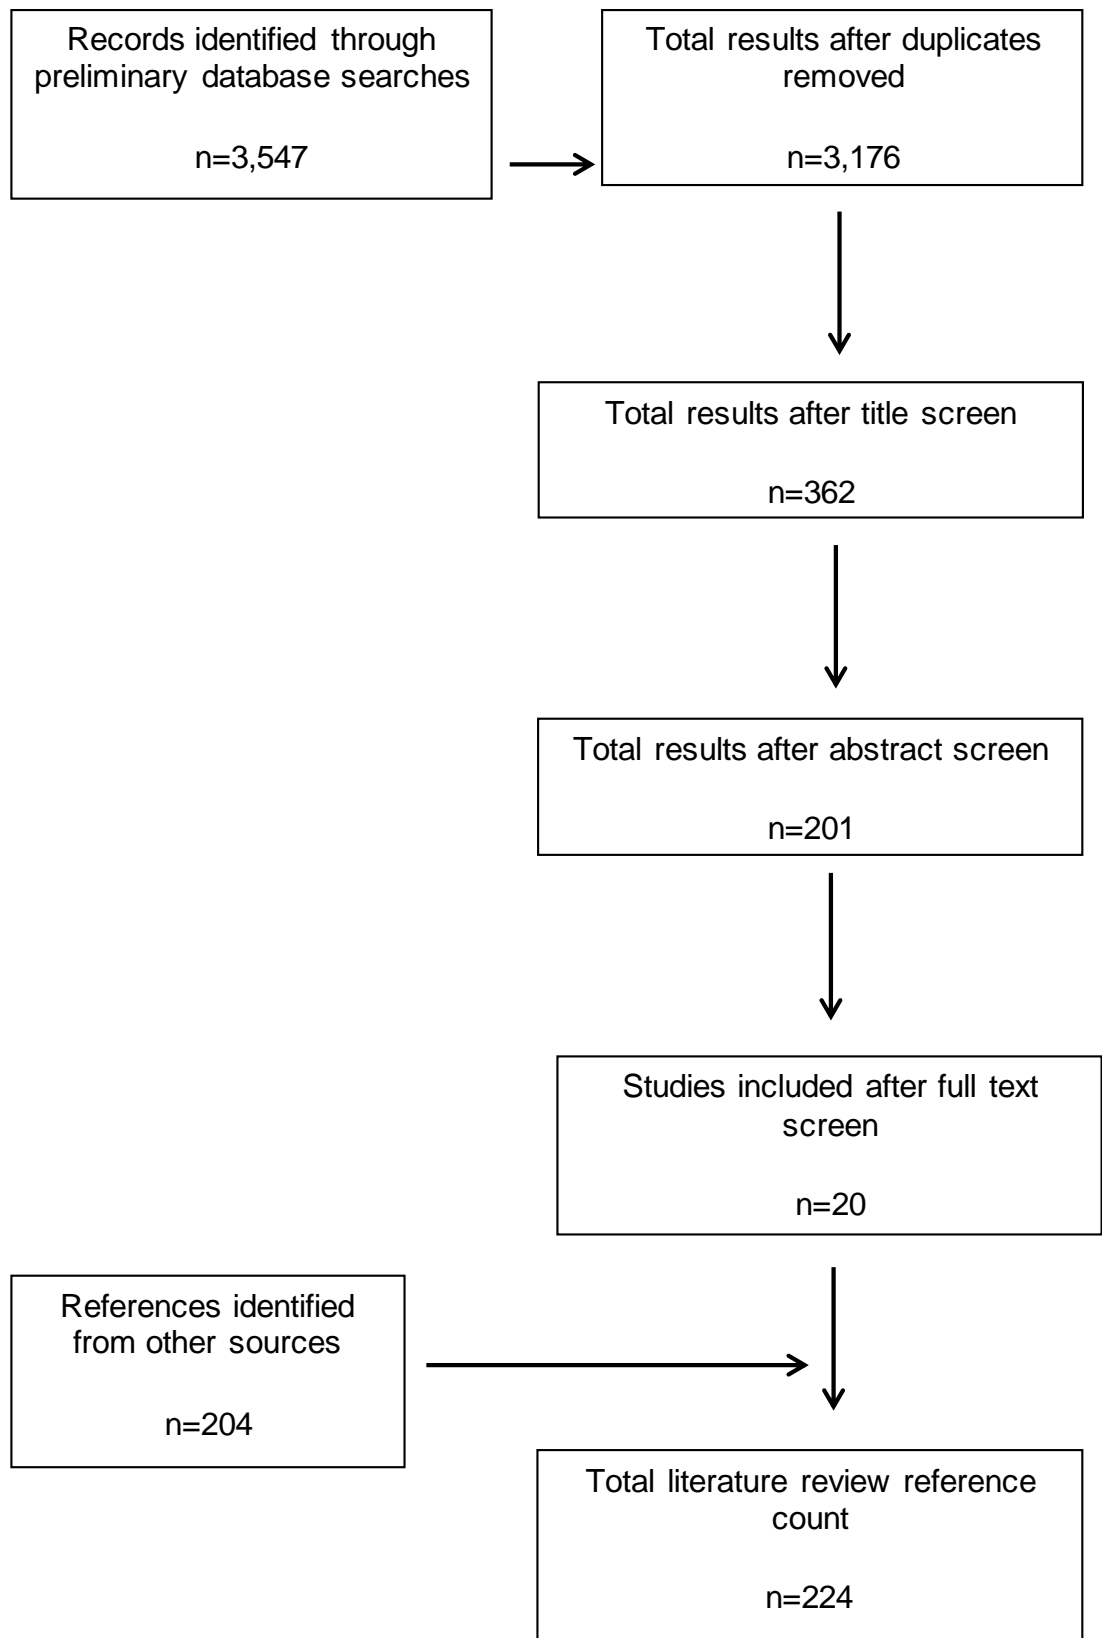 Records identified through
preliminary database searches
n=3,547
Total results after duplicates
removed
n=3,176
Total results after title screen
n=362
Total results after abstract screen
n=201
Studies included after full text
screen
n=20
References identified
from other sources
n=204
Total literature review reference
count
n=224